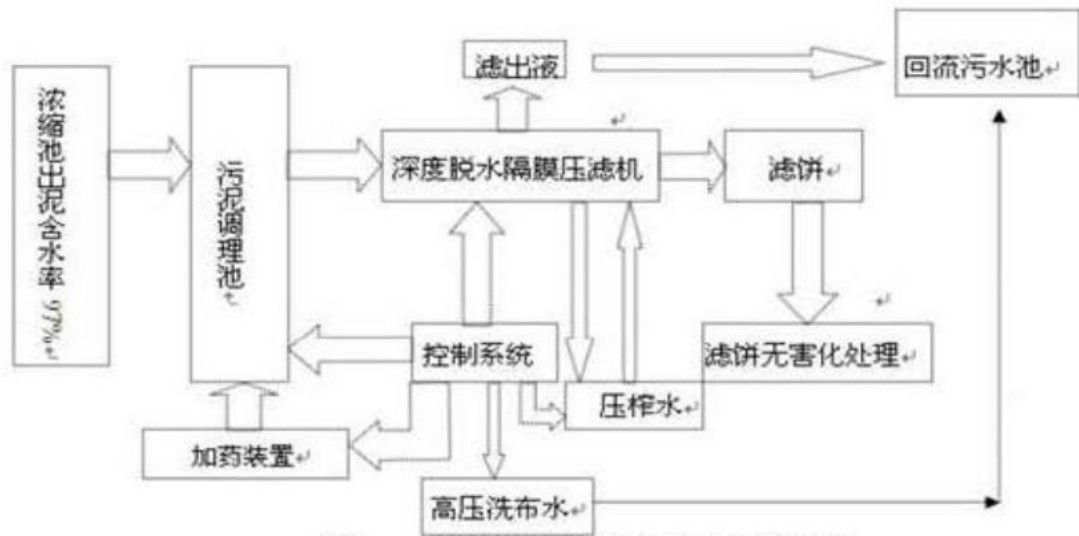 浓缩池出泥含水率 97%
污泥调理池
滤出液
回流污水池
深度脱水隔膜压滤机
滤饼
控制系统
滤饼无害化处理
压榨水
加药装置
高压洗布水